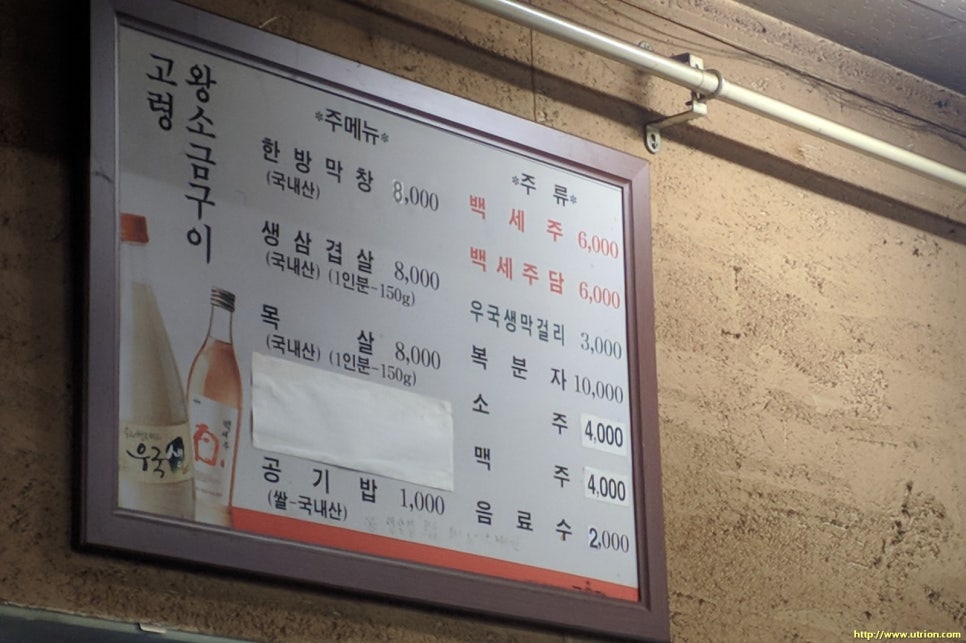 고령
왕소금구이
*주메뉴*
한방막창 8,000
(국내산)
생삼겹살 8,000
(국내산) (1인분-150g)
목살 8,000
(국내산) (1인분-150g)
공기밥 1,000
(쌀-국내산)
*주류*
백세주 6,000
백세주담 6,000
우국생막걸리 3,000
복분자 10,000
소주 4,000
맥주 4,000
음료수 2,000
우국생
백세주
http://www.utrion.com